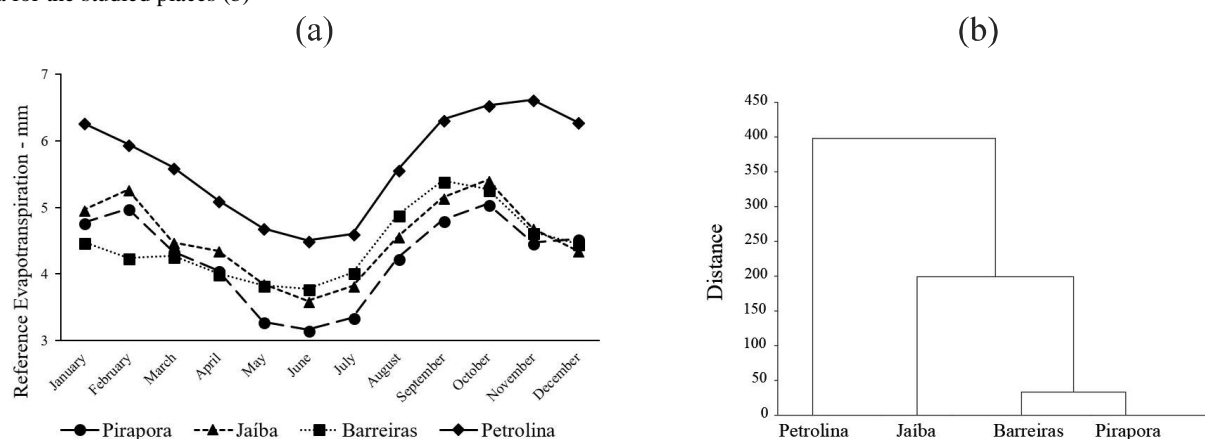 for the studied places (b)
(a)
(b)
Reference Evapotranspiration - mm
7
6
5
4
3
January
February
March
April
May
June
July
August
September
October
November
December
Pirapora
Jaíba
Barreiras
Petrolina
Distance
450
400
350
300
250
200
150
100
50
0
Petrolina
Jaíba
Barreiras
Pirapora